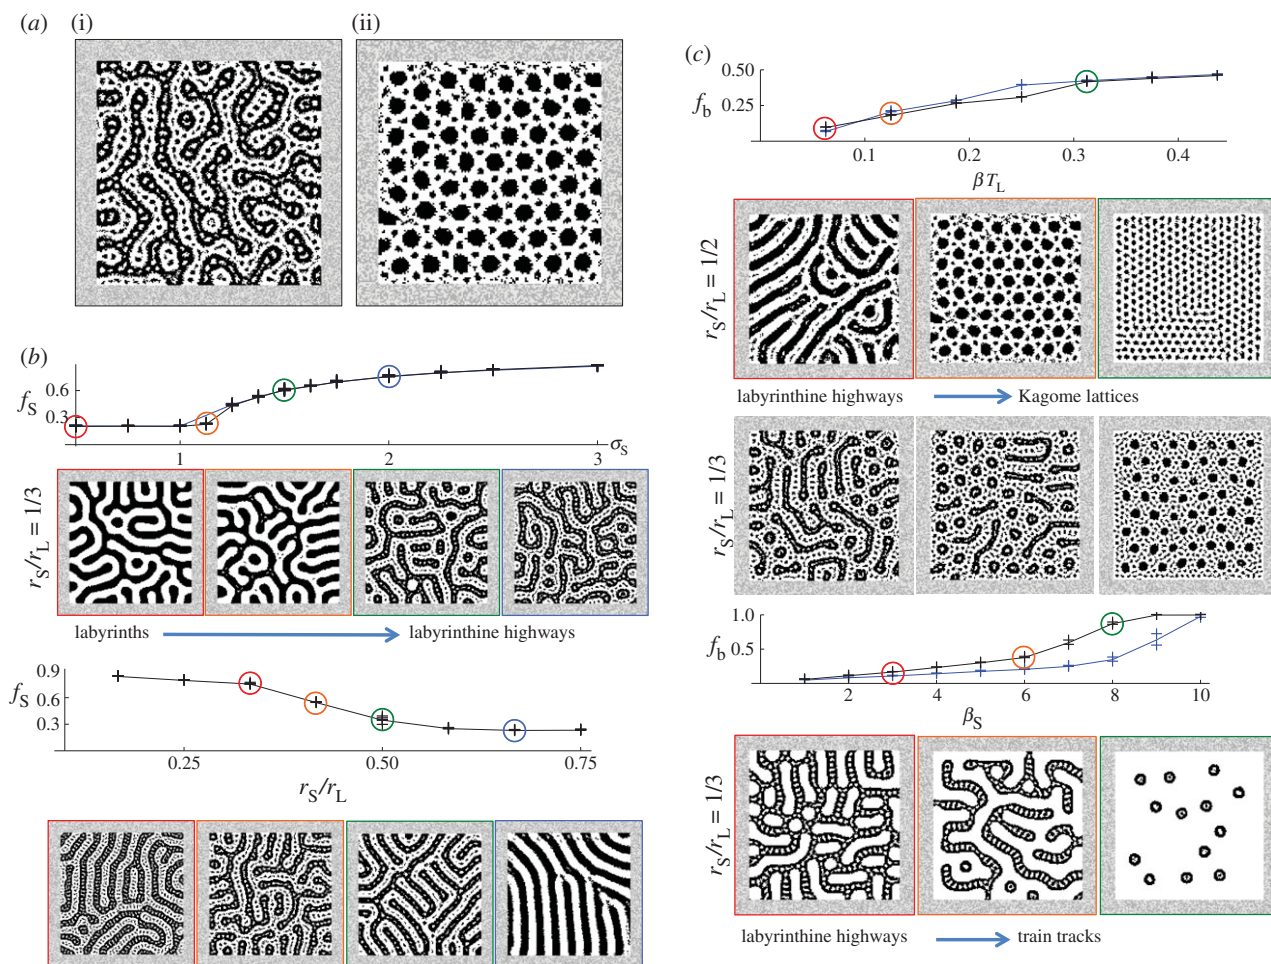 (a) (i) (ii)
(b)
f_S
0.6
0.3
1 2 3 σ_S
r_S/r_L = 1/3
labyrinths labyrinthine highways
f_S
0.9
0.6
0.3
0.25 0.50 0.75
r_S/r_L
(c)
f_b
0.50
0.25
0.1 0.2 0.3 0.4
βT_L
r_S/r_L = 1/2
labyrinthine highways Kagome lattices
r_S/r_L = 1/3
f_b
1.0
0.5
2 4 6 8 10
β_S
r_S/r_L = 1/3
labyrinthine highways train tracks